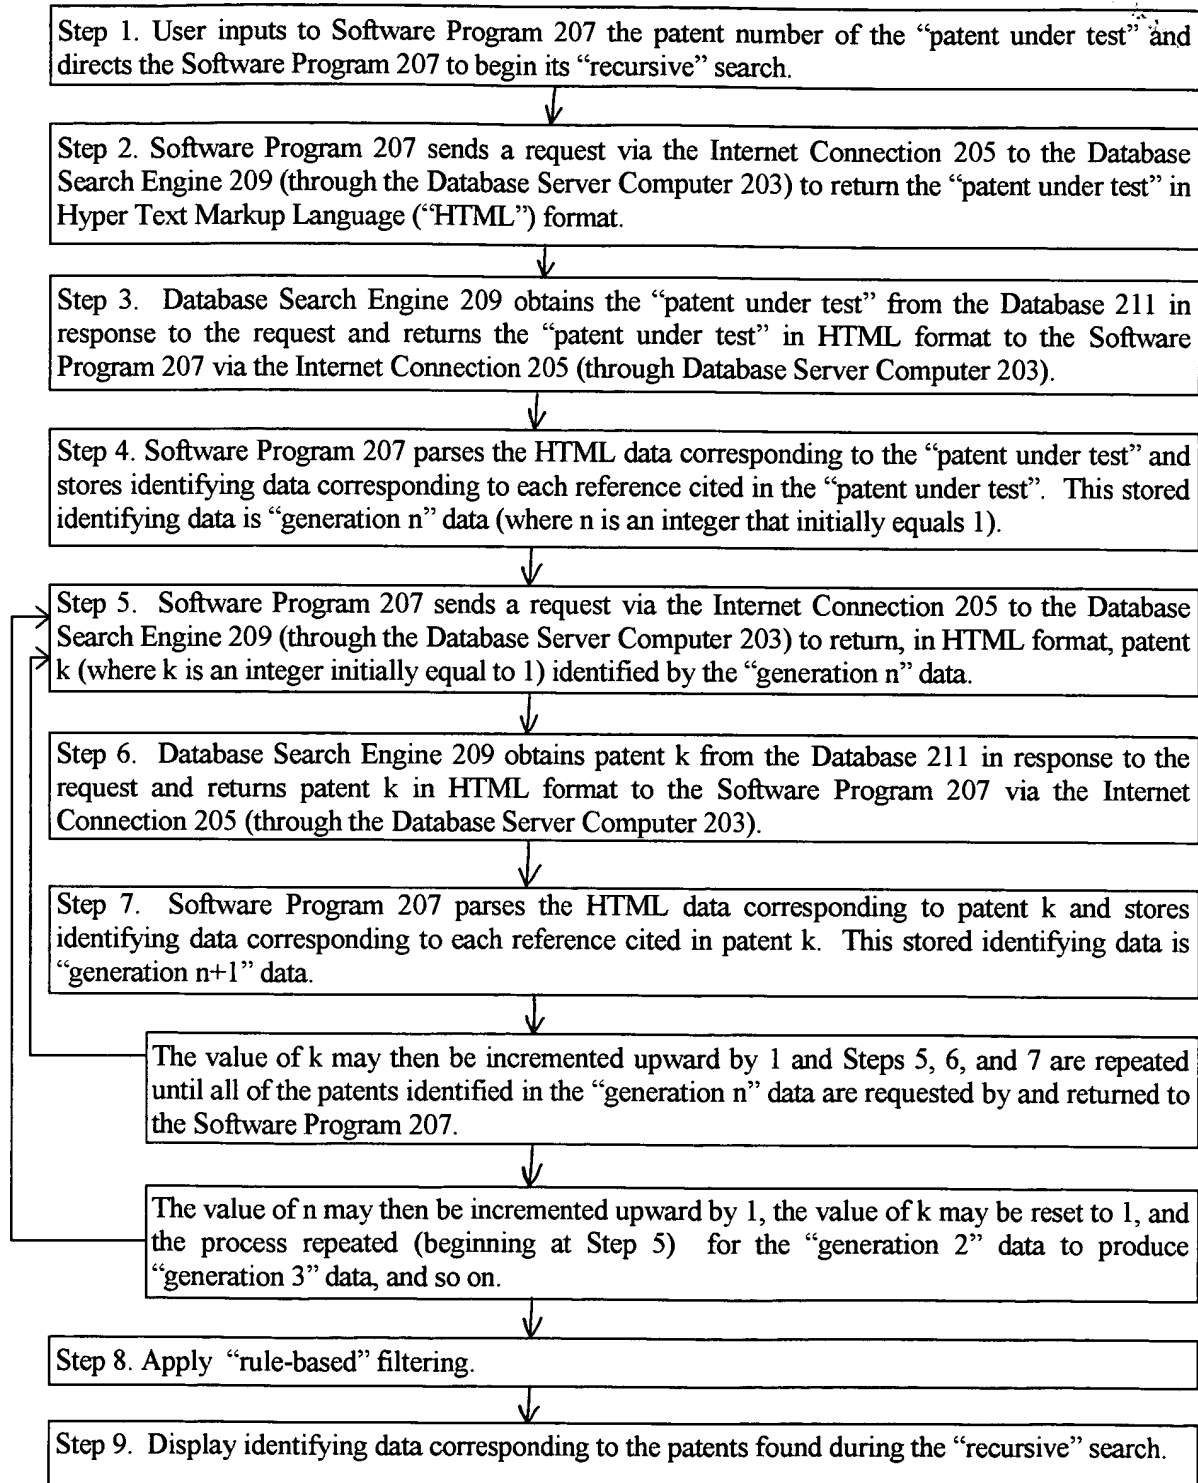 Step 1. User inputs to Software Program 207 the patent number of the “patent under test” and
directs the Software Program 207 to begin its “recursive” search.
Step 2. Software Program 207 sends a request via the Internet Connection 205 to the Database
Search Engine 209 (through the Database Server Computer 203) to return the “patent under test” in
Hyper Text Markup Language (“HTML”) format.
Step 3. Database Search Engine 209 obtains the “patent under test” from the Database 211 in
response to the request and returns the “patent under test” in HTML format to the Software
Program 207 via the Internet Connection 205 (through Database Server Computer 203).
Step 4. Software Program 207 parses the HTML data corresponding to the “patent under test” and
stores identifying data corresponding to each reference cited in the “patent under test”. This stored
identifying data is “generation n” data (where n is an integer that initially equals 1).
Step 5. Software Program 207 sends a request via the Internet Connection 205 to the Database
Search Engine 209 (through the Database Server Computer 203) to return, in HTML format, patent
k (where k is an integer initially equal to 1) identified by the “generation n” data.
Step 6. Database Search Engine 209 obtains patent k from the Database 211 in response to the
request and returns patent k in HTML format to the Software Program 207 via the Internet
Connection 205 (through the Database Server Computer 203).
Step 7. Software Program 207 parses the HTML data corresponding to patent k and stores
identifying data corresponding to each reference cited in patent k. This stored identifying data is
“generation n+1” data.
The value of k may then be incremented upward by 1 and Steps 5, 6, and 7 are repeated
until all of the patents identified in the “generation n” data are requested by and returned to
the Software Program 207.
The value of n may then be incremented upward by 1, the value of k may be reset to 1, and
the process repeated (beginning at Step 5) for the “generation 2” data to produce
“generation 3” data, and so on.
Step 8. Apply “rule-based” filtering.
Step 9. Display identifying data corresponding to the patents found during the “recursive” search.